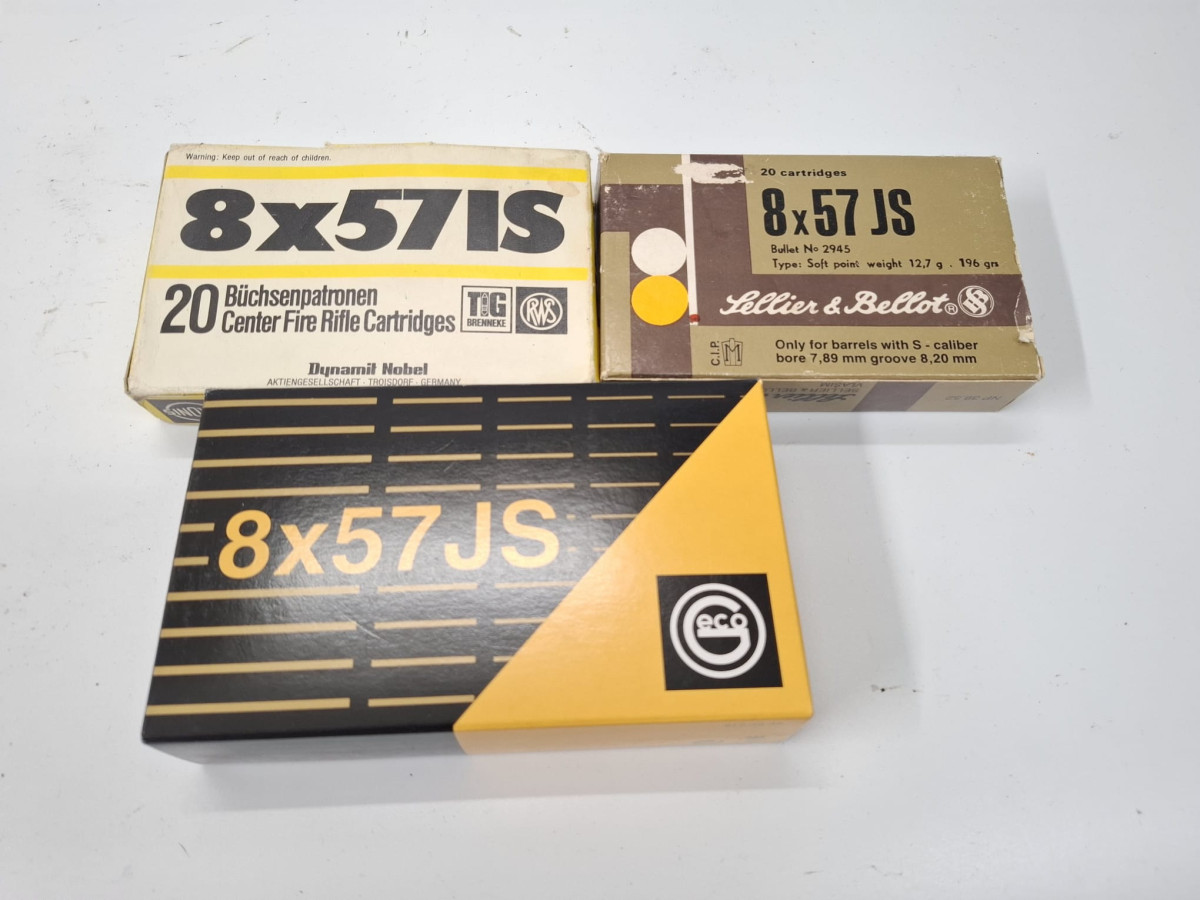 Warning: Keep out of reach of children.
8x57IS
20 Büchsenpatronen
Center Fire Rifle Cartridges
TIG
BRENNEKE
RWS
Dynamit Nobel
AKTIENGESELLSCHAFT · TROISDORF · GERMANY
20 cartridges
8x57 JS
Bullet No 2945
Type: Soft point weight 12,7 g . 196 grs
Sellier & Bellot®
C.I.P.
Only for barrels with S - caliber
bore 7,89 mm groove 8,20 mm
8x57JS
Geco